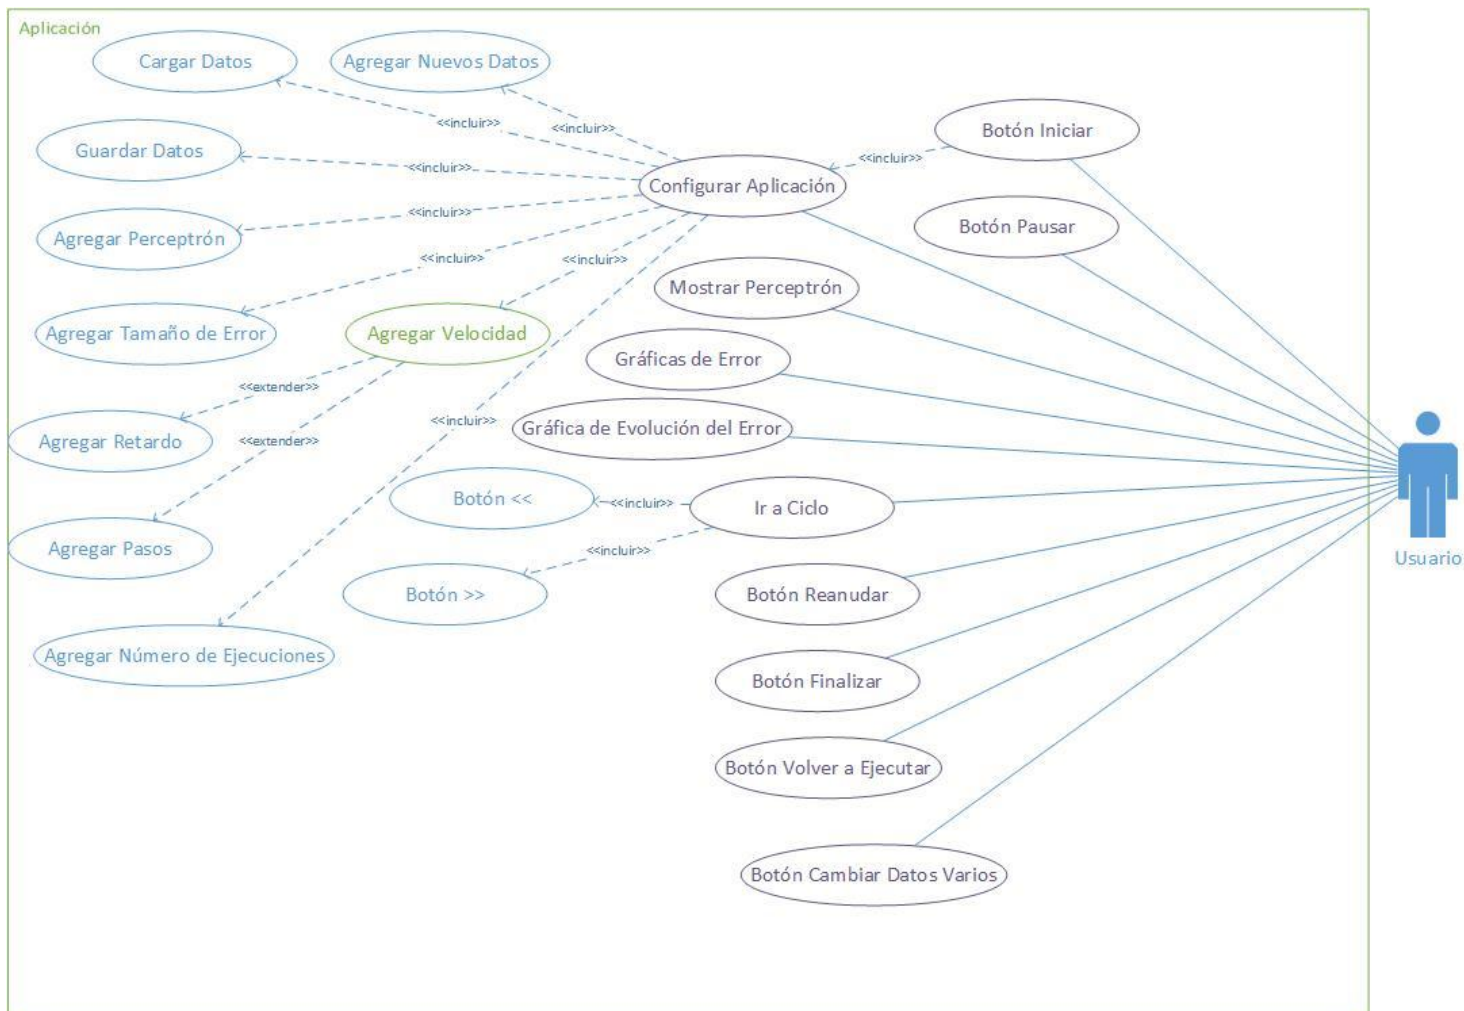 Aplicación
Cargar Datos
Agregar Nuevos Datos
<<incluir>>
<<incluir>>
Botón Iniciar
Guardar Datos
<<incluir>>
<<incluir>>
Configurar Aplicación
Agregar Perceptrón
<<incluir>>
Botón Pausar
<<incluir>>
<<incluir>>
Mostrar Perceptrón
Agregar Tamaño de Error
Agregar Velocidad
Gráficas de Error
<<extender>>
<<incluir>>
Gráfica de Evolución del Error
Agregar Retardo
<<extender>>
Botón <<
<<incluir>>
Ir a Ciclo
Agregar Pasos
<<incluir>>
Usuario
Botón >>
Botón Reanudar
Agregar Número de Ejecuciones
Botón Finalizar
Botón Volver a Ejecutar
Botón Cambiar Datos Varios